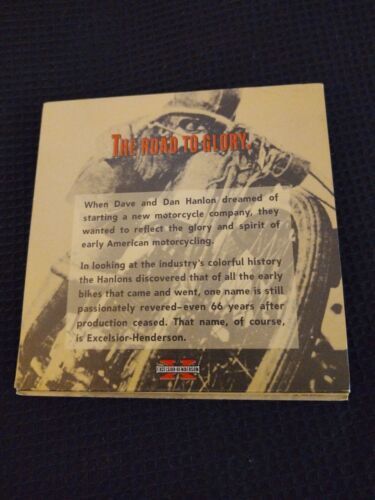 THE ROAD TO GLORY.
When Dave and Dan Hanlon dreamed of
starting a new motorcycle company, they
wanted to reflect the glory and spirit of
early American motorcycling.
In looking at the industry's colorful history
the Hanlons discovered that of all the early
bikes that came and went, one name is still
passionately revered–even 66 years after
production ceased. That name, of course,
is Excelsior-Henderson.
EXCELSIOR-HENDERSON